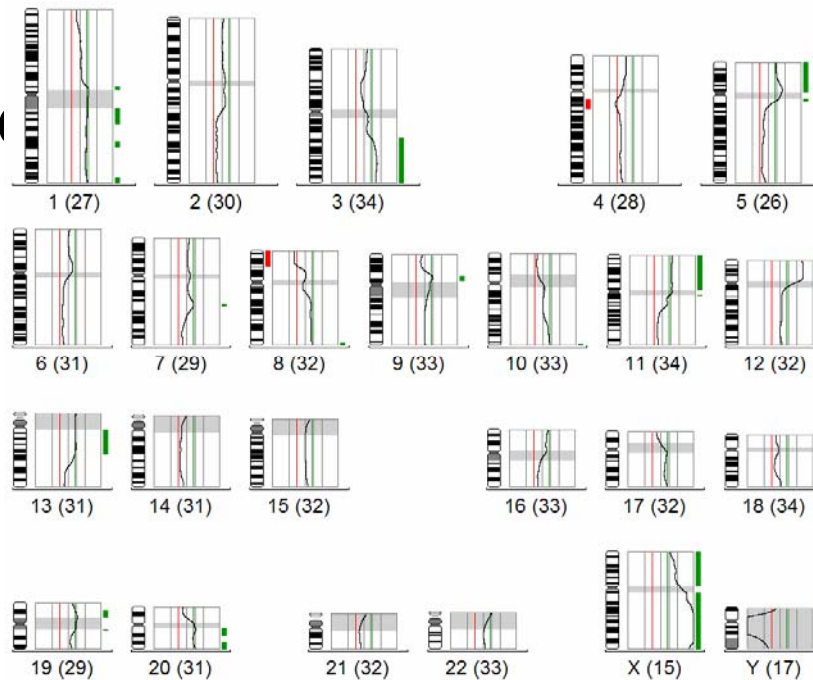 1 (27) 2 (30) 3 (34) 4 (28) 5 (26)
6 (31) 7 (29) 8 (32) 9 (33) 10 (33) 11 (34) 12 (32)
13 (31) 14 (31) 15 (32) 16 (33) 17 (32) 18 (34)
19 (29) 20 (31) 21 (32) 22 (33) X (15) Y (17)